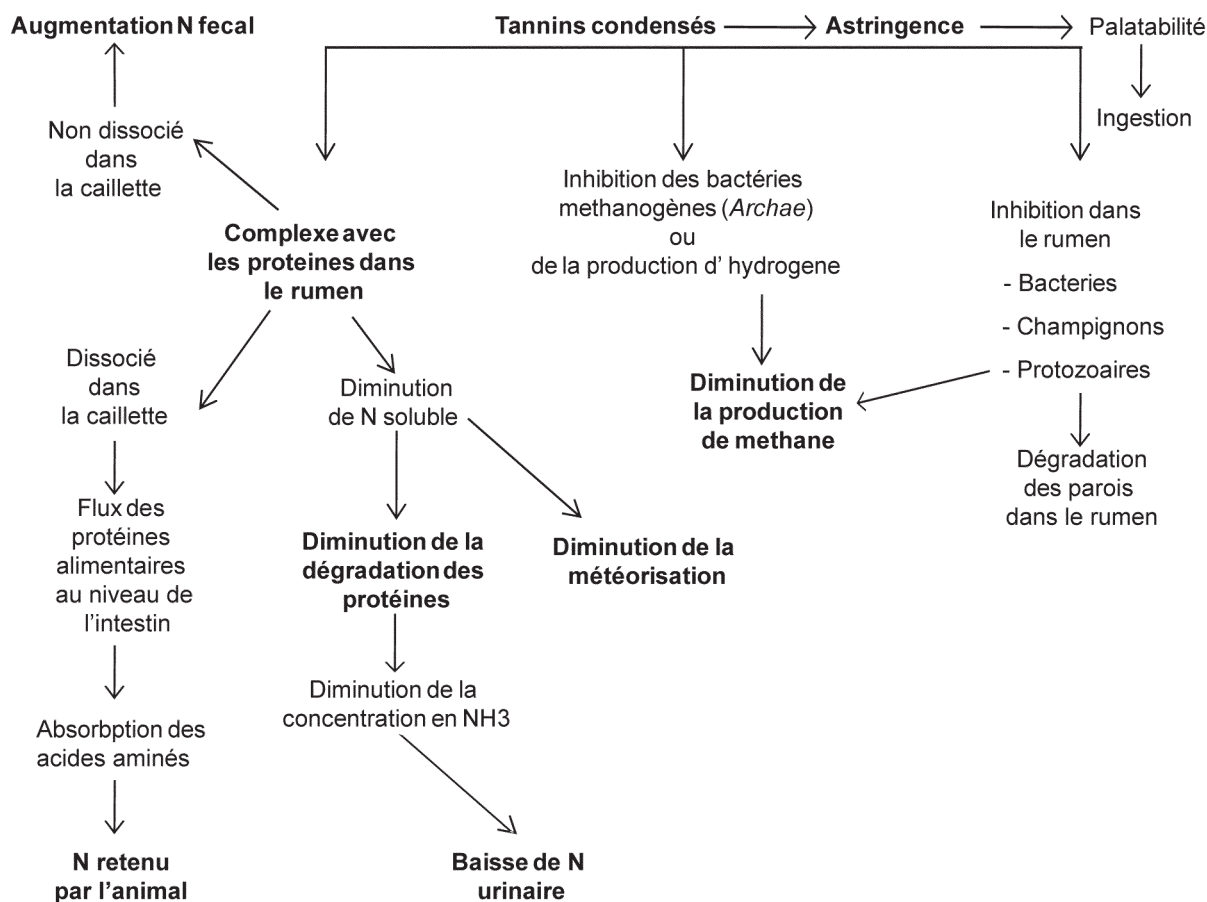 Augmentation N fecal
Tannins condensés
Astringence
Palatabilité
Ingestion
Non dissocié
dans
la caillette
Complexe avec
les proteines dans
le rumen
Inhibition des bactéries
methanogènes (Archae)
ou
de la production d' hydrogene
Inhibition dans
le rumen
- Bacteries
- Champignons
- Protozoaires
Dissocié
dans
la caillette
Diminution
de N soluble
Diminution de
la production
de methane
Dégradation
des parois
dans le rumen
Flux des
protéines
alimentaires
au niveau de
l'intestin
Diminution de la
dégradation des
protéines
Diminution de la
météorisation
Diminution de la
concentration en NH3
Absorbption des
acides aminés
N retenu
par l'animal
Baisse de N
urinaire